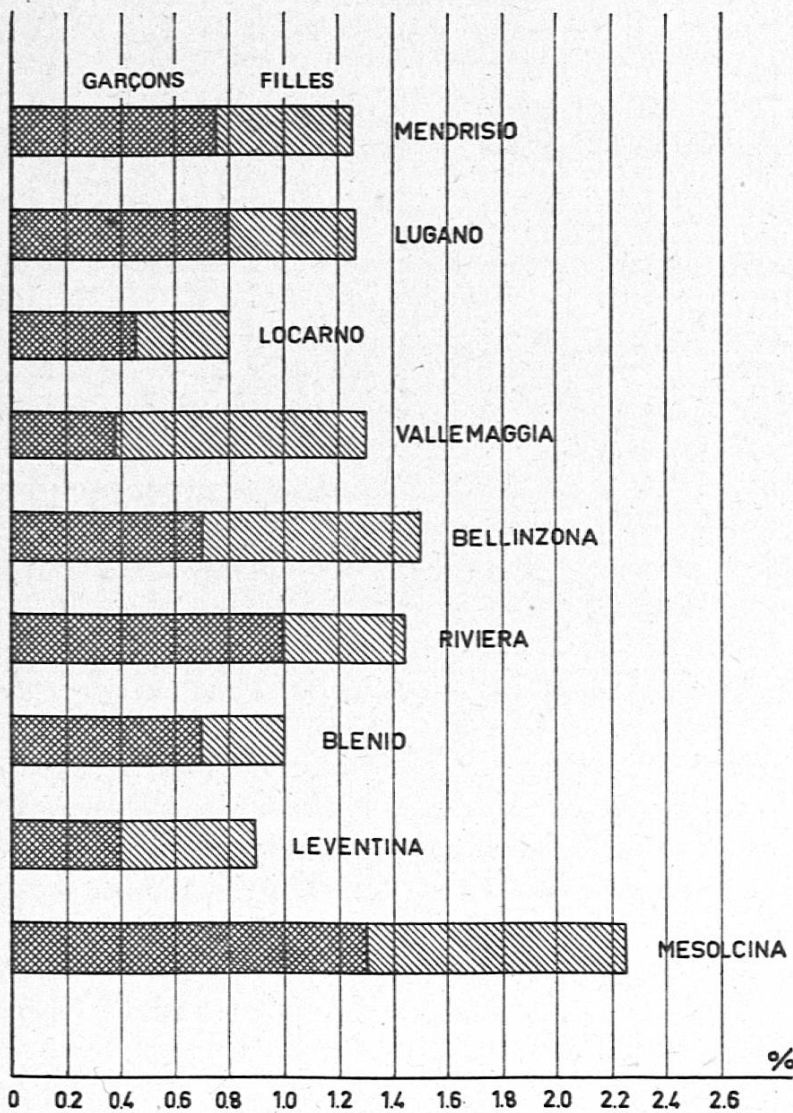 GARÇONS FILLES
MENDRISIO
LUGANO
LOCARNO
VALLEMAGGIA
BELLINZONA
RIVIERA
BLENIO
LEVENTINA
MESOLCINA
%
0 0.2 0.4 0.6 0.8 1.0 1.2 1.4 1.6 1.8 2.0 2.2 2.4 2.6